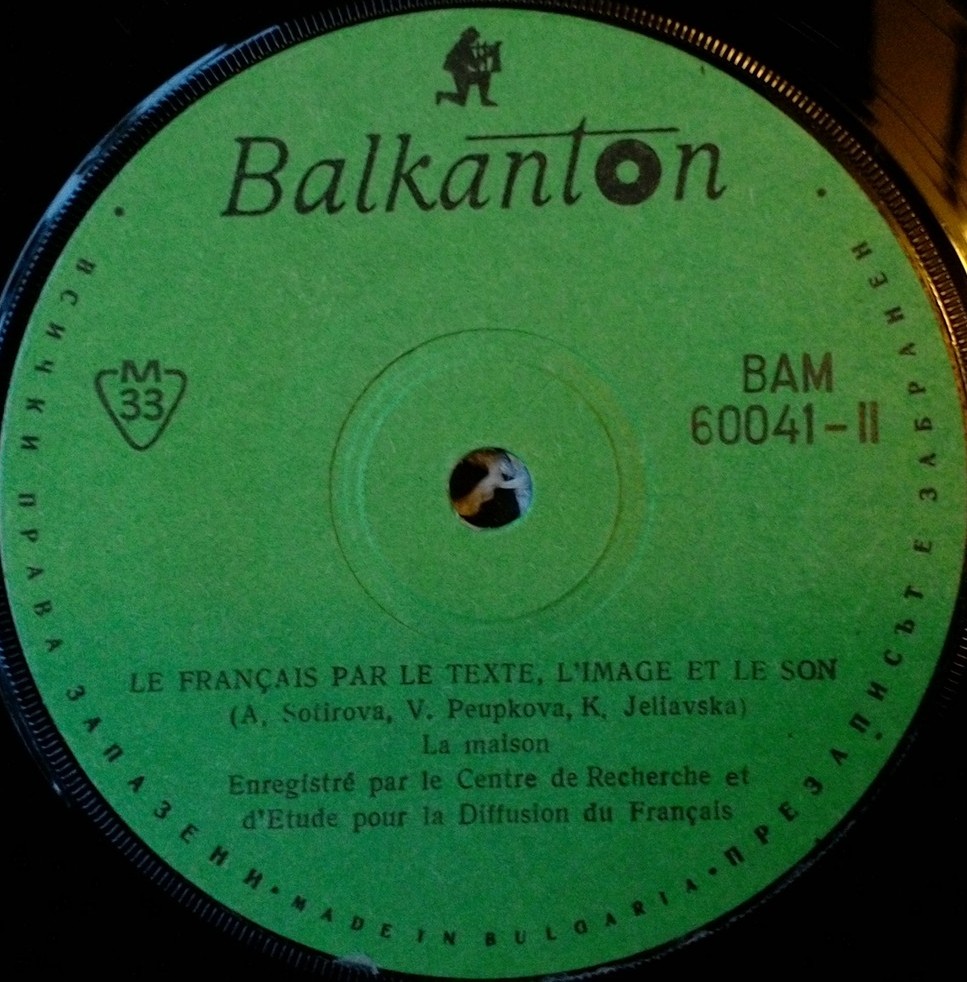 Balkanton
M
33
BAM
60041-II
LE FRANÇAIS PAR LE TEXTE, L'IMAGE ET LE SON
(A. Sotirova, V. Peupkova, K. Jeliavska)
La maison
Enregistré par le Centre de Recherche et
d'Etude pour la Diffusion du Français
ВСИЧКИ ПРАВА ЗАПАЗЕНИ • MADE IN BULGARIA • ПРЕЗАПИСЪТ Е ЗАБРАНЕН